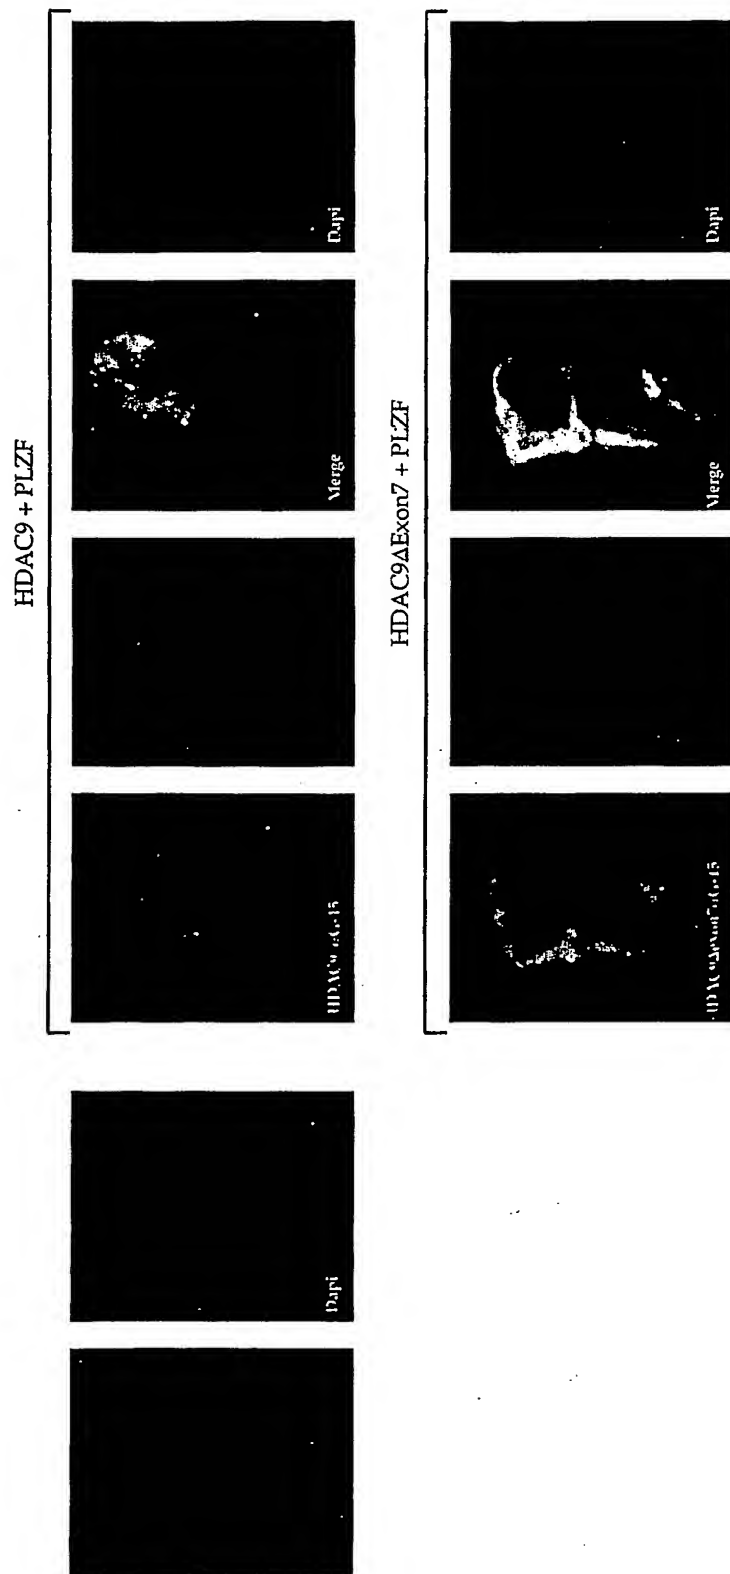 HDAC9 + PLZF
Dapi
Merge
HDAC9ΔExon7 + PLZF
Dapi
Merge
Dapi